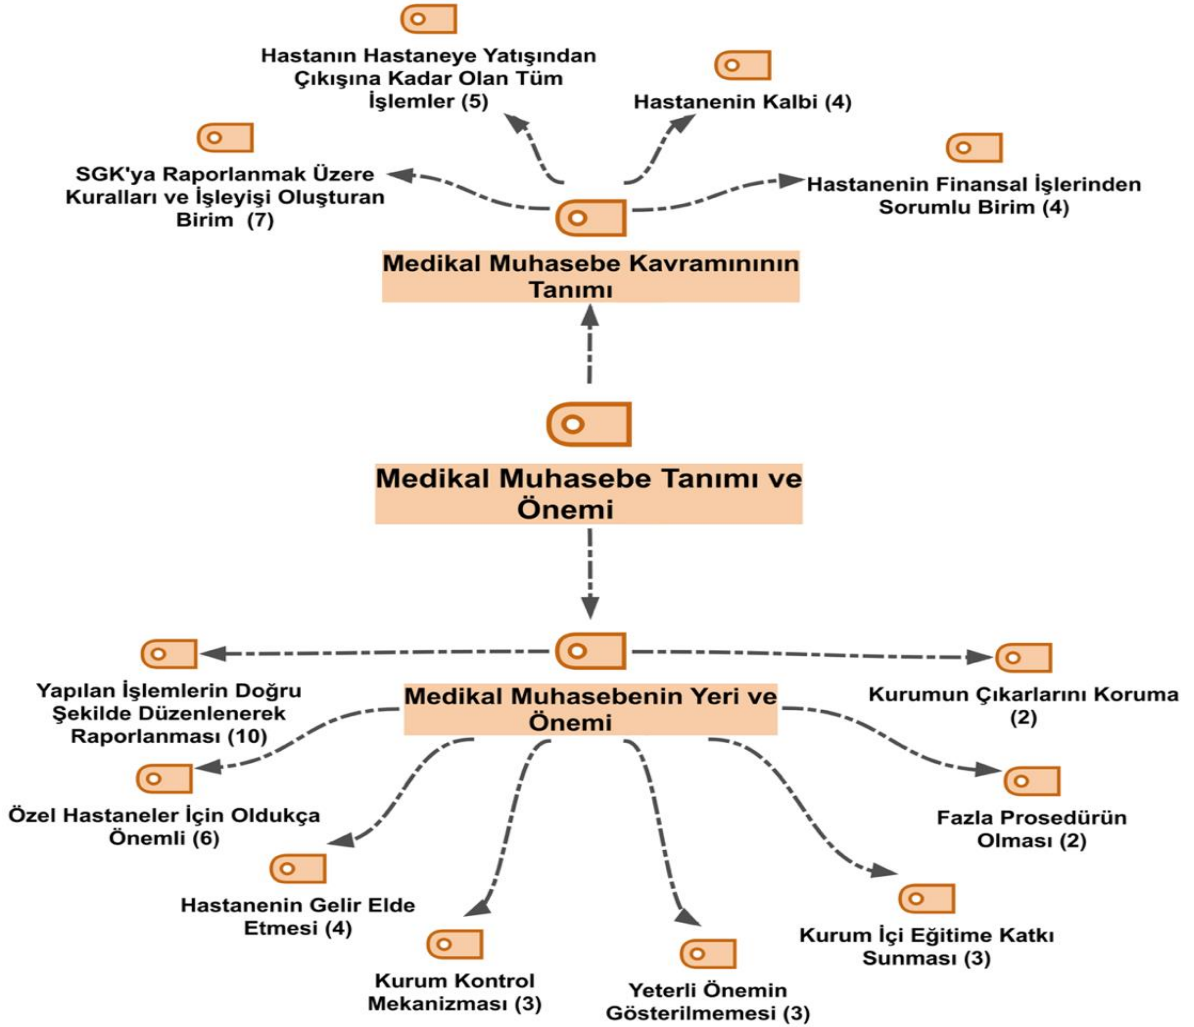 Hastanın Hastaneye Yatışından
Çıkışına Kadar Olan Tüm
İşlemler (5)
Hastanenin Kalbi (4)
SGK'ya Raporlanmak Üzere
Kuralları ve İşleyişi Oluşturan
Birim (7)
Hastanenin Finansal İşlerinden
Sorumlu Birim (4)
Medikal Muhasebe Kavramınının
Tanımı
Medikal Muhasebe Tanımı ve
Önemi
Medikal Muhasebenin Yeri ve
Önemi
Yapılan İşlemlerin Doğru
Şekilde Düzenlenerek
Raporlanması (10)
Kurumun Çıkarlarını Koruma
(2)
Özel Hastaneler İçin Oldukça
Önemli (6)
Fazla Prosedürün
Olması (2)
Hastanenin Gelir Elde
Etmesi (4)
Kurum İçi Eğitime Katkı
Sunması (3)
Kurum Kontrol
Mekanizması (3)
Yeterli Önemin
Gösterilmemesi (3)